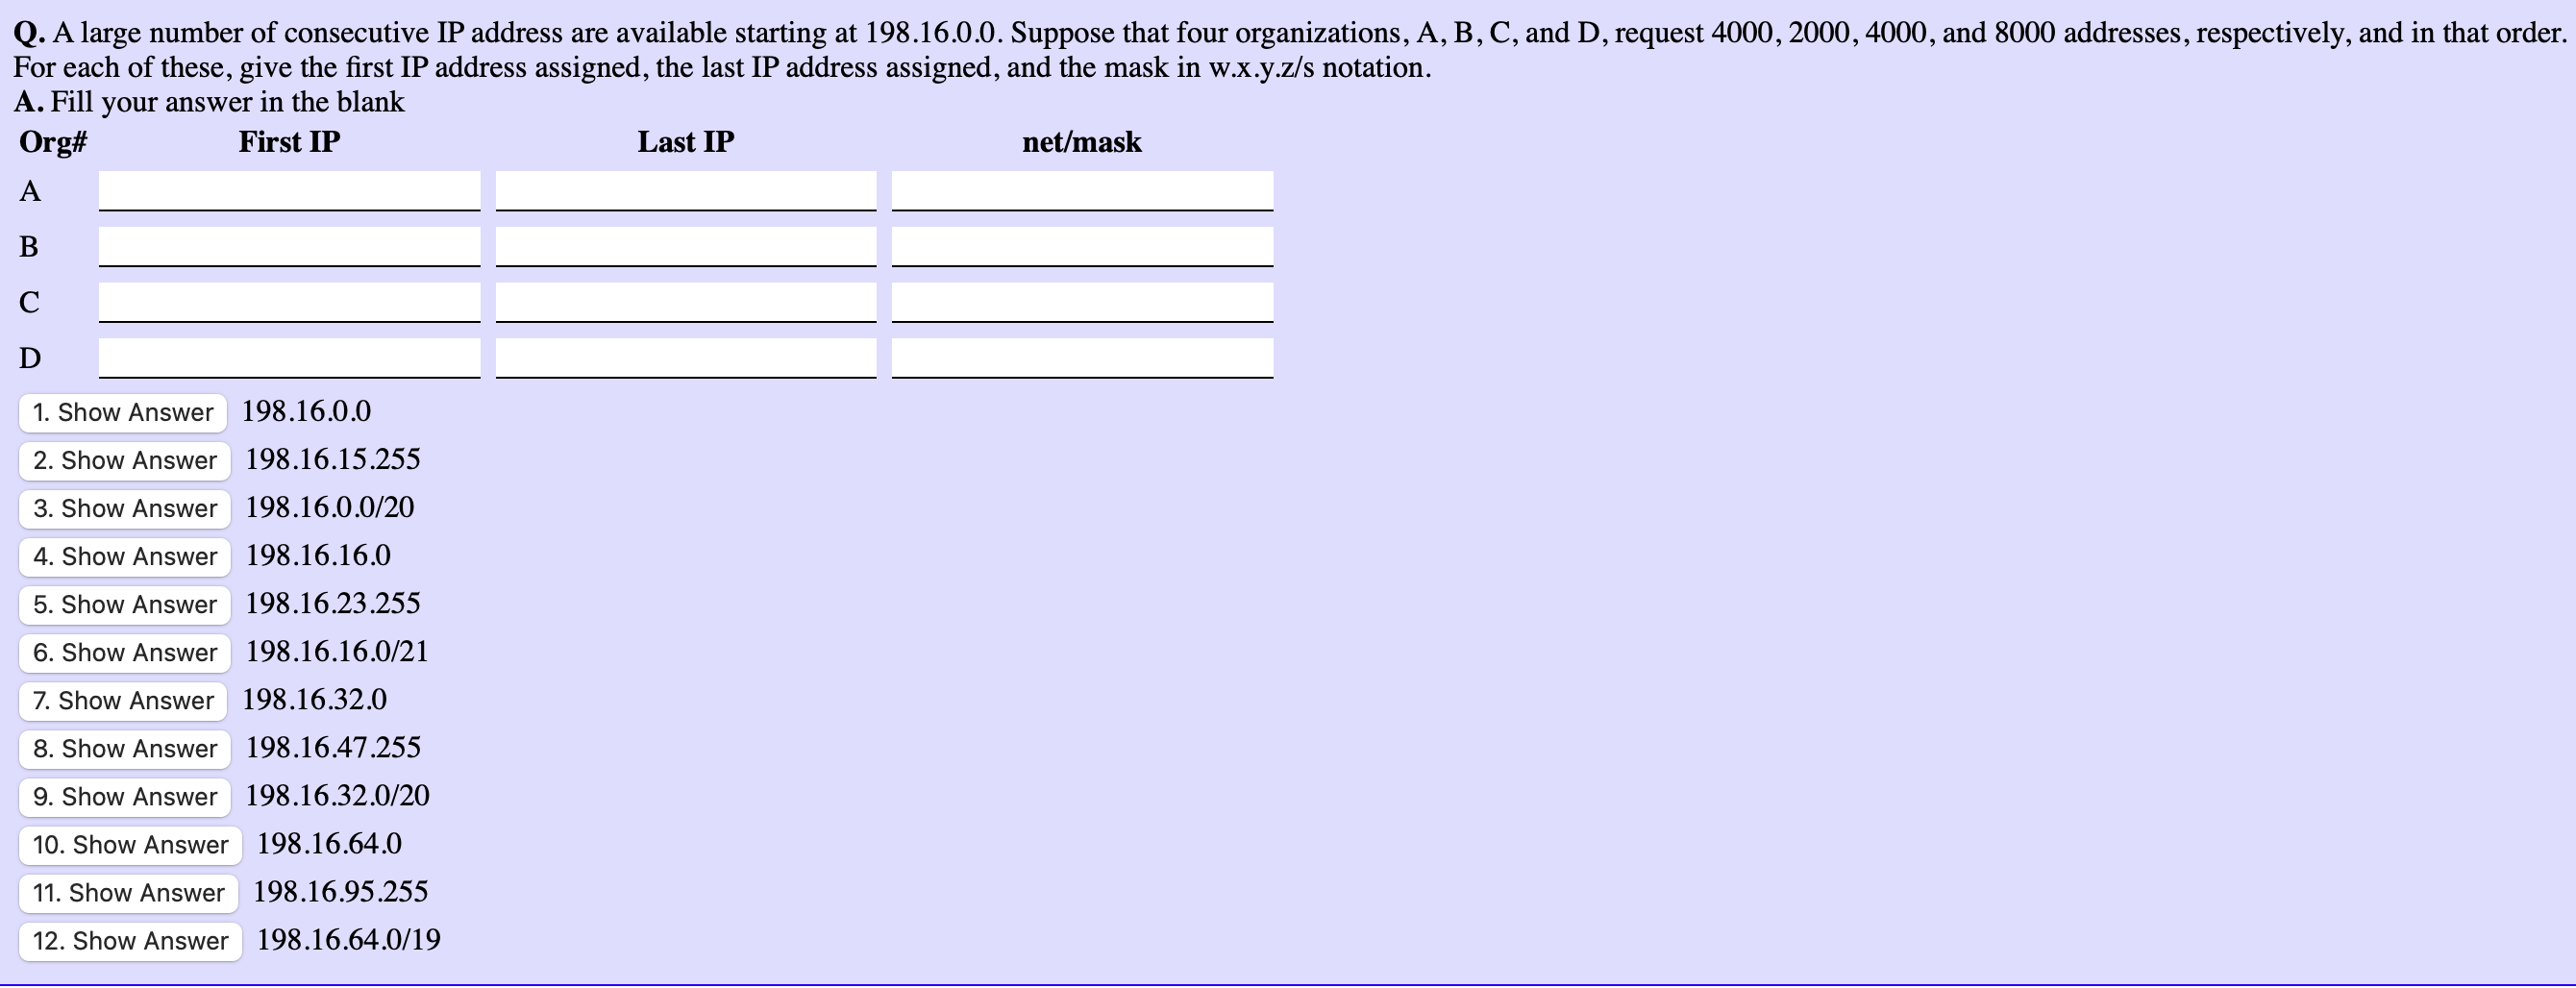 Q. A large number of consecutive IP address are available starting at 198.16.0.0. Suppose that four organizations, A, B, C, and D, request 4000, 2000, 4000, and 8000 addresses, respectively, and in that order.
For each of these, give the first IP address assigned, the last IP address assigned, and the mask in w.x.y.z/s notation.
A. Fill your answer in the blank
Org# First IP Last IP net/mask
A
B
C
D
1. Show Answer 198.16.0.0
2. Show Answer 198.16.15.255
3. Show Answer 198.16.0.0/20
4. Show Answer 198.16.16.0
5. Show Answer 198.16.23.255
6. Show Answer 198.16.16.0/21
7. Show Answer 198.16.32.0
8. Show Answer 198.16.47.255
9. Show Answer 198.16.32.0/20
10. Show Answer 198.16.64.0
11. Show Answer 198.16.95.255
12. Show Answer 198.16.64.0/19